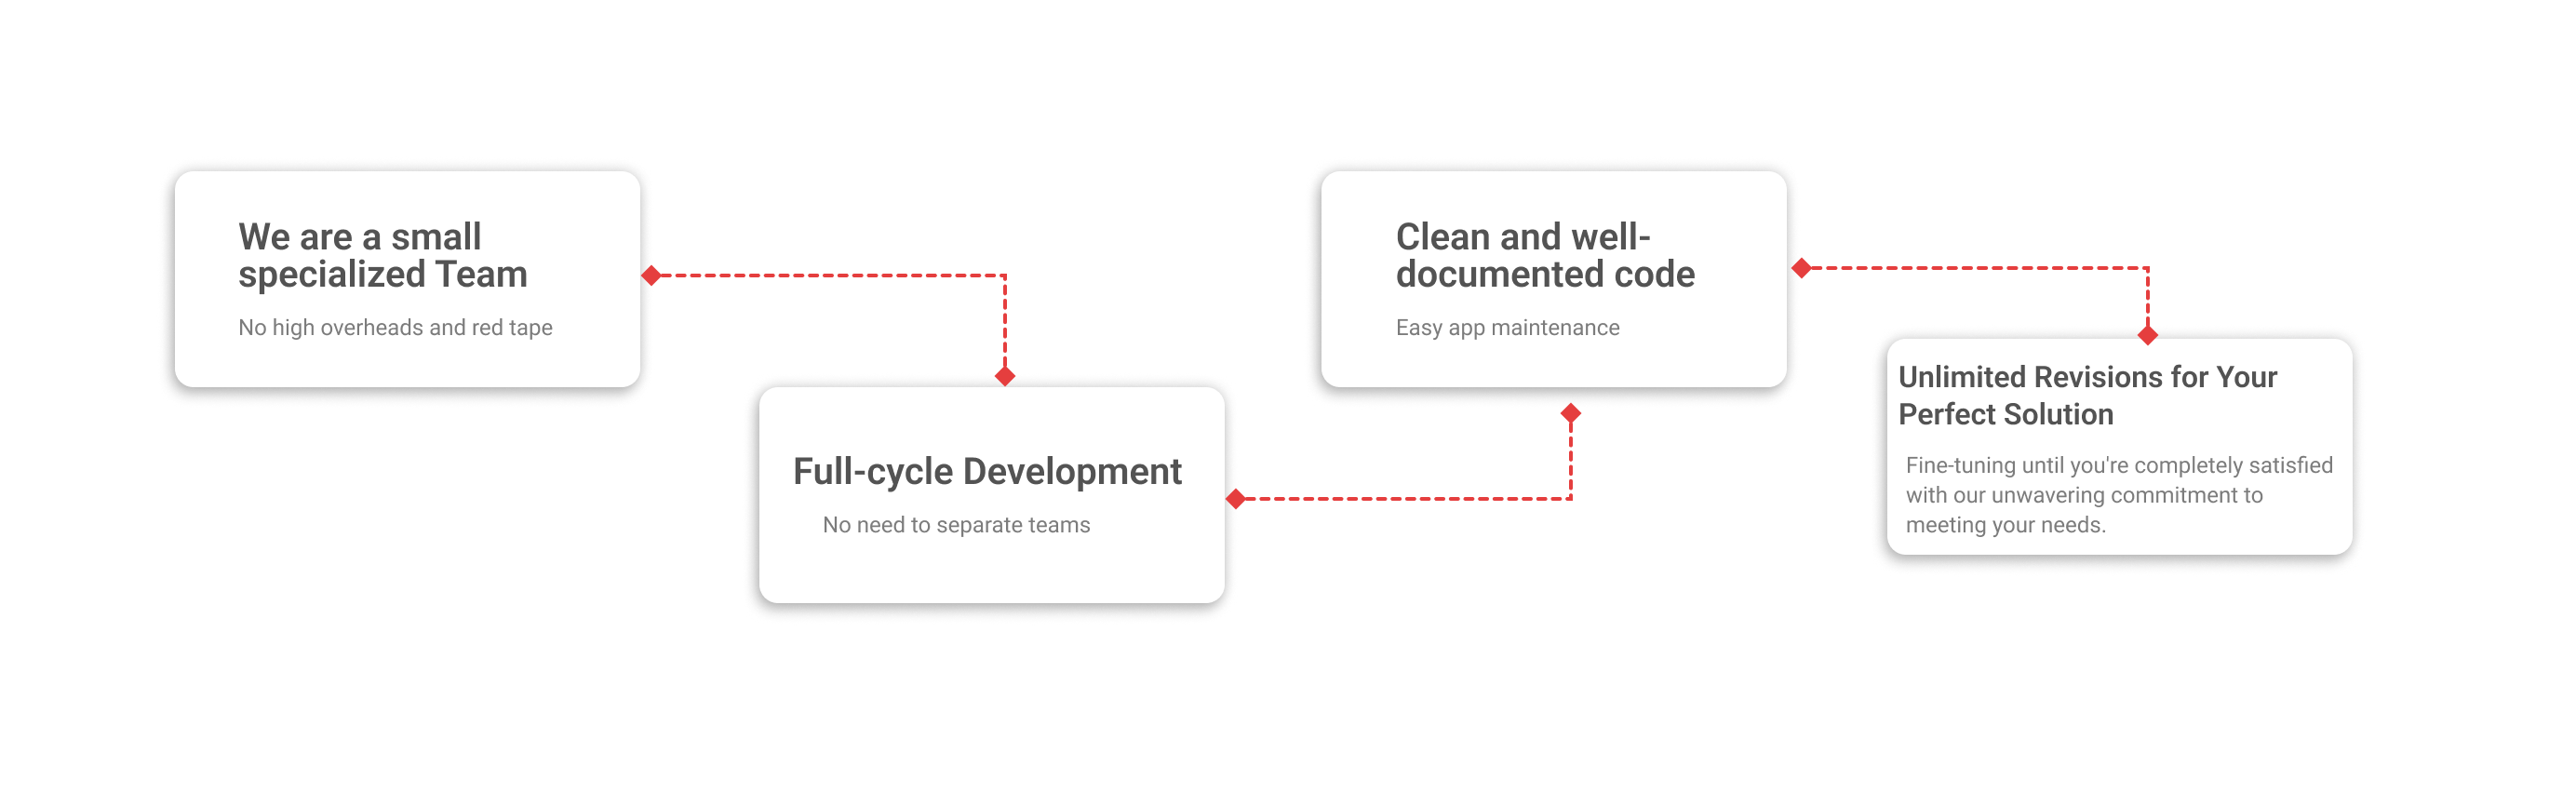 We are a small
specialized Team
No high overheads and red tape
Full-cycle Development
No need to separate teams
Clean and well-
documented code
Easy app maintenance
Unlimited Revisions for Your
Perfect Solution
Fine-tuning until you're completely satisfied
with our unwavering commitment to
meeting your needs.